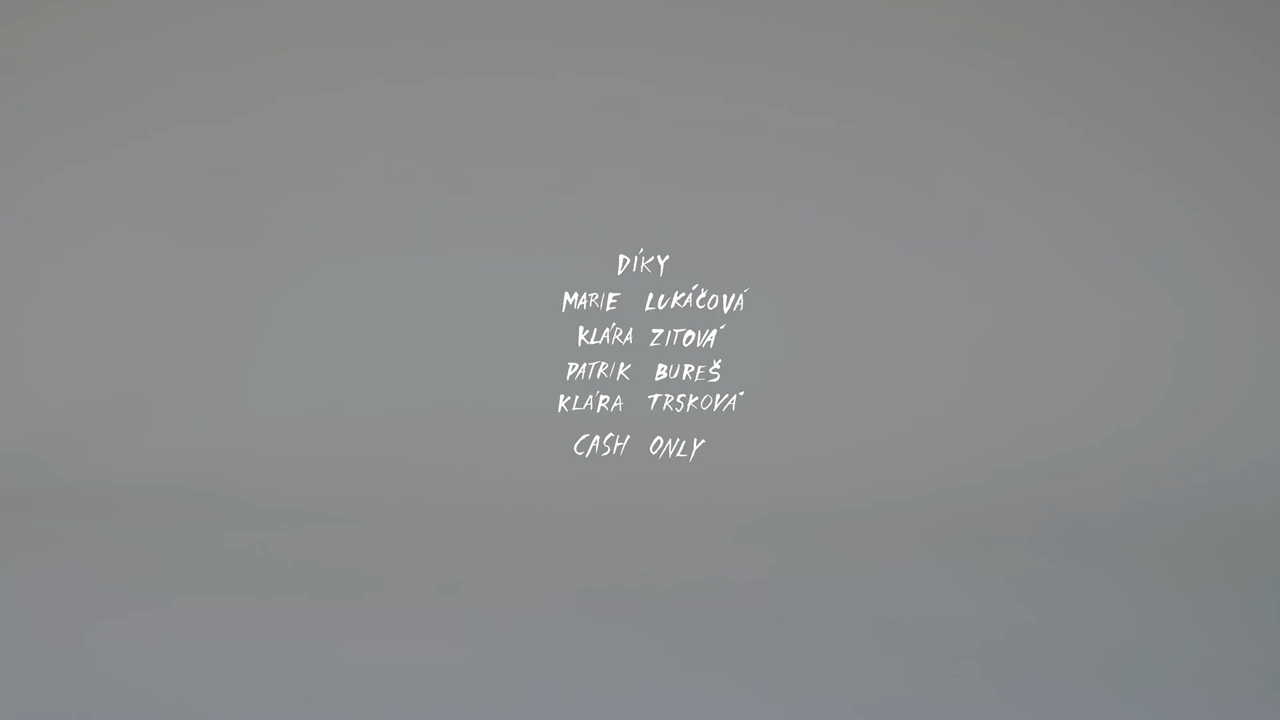 DÍKY
MARIE LUKÁČOVÁ
KLÁRA ZITOVÁ
PATRIK BUREŠ
KLÁRA TRSKOVÁ
CASH ONLY